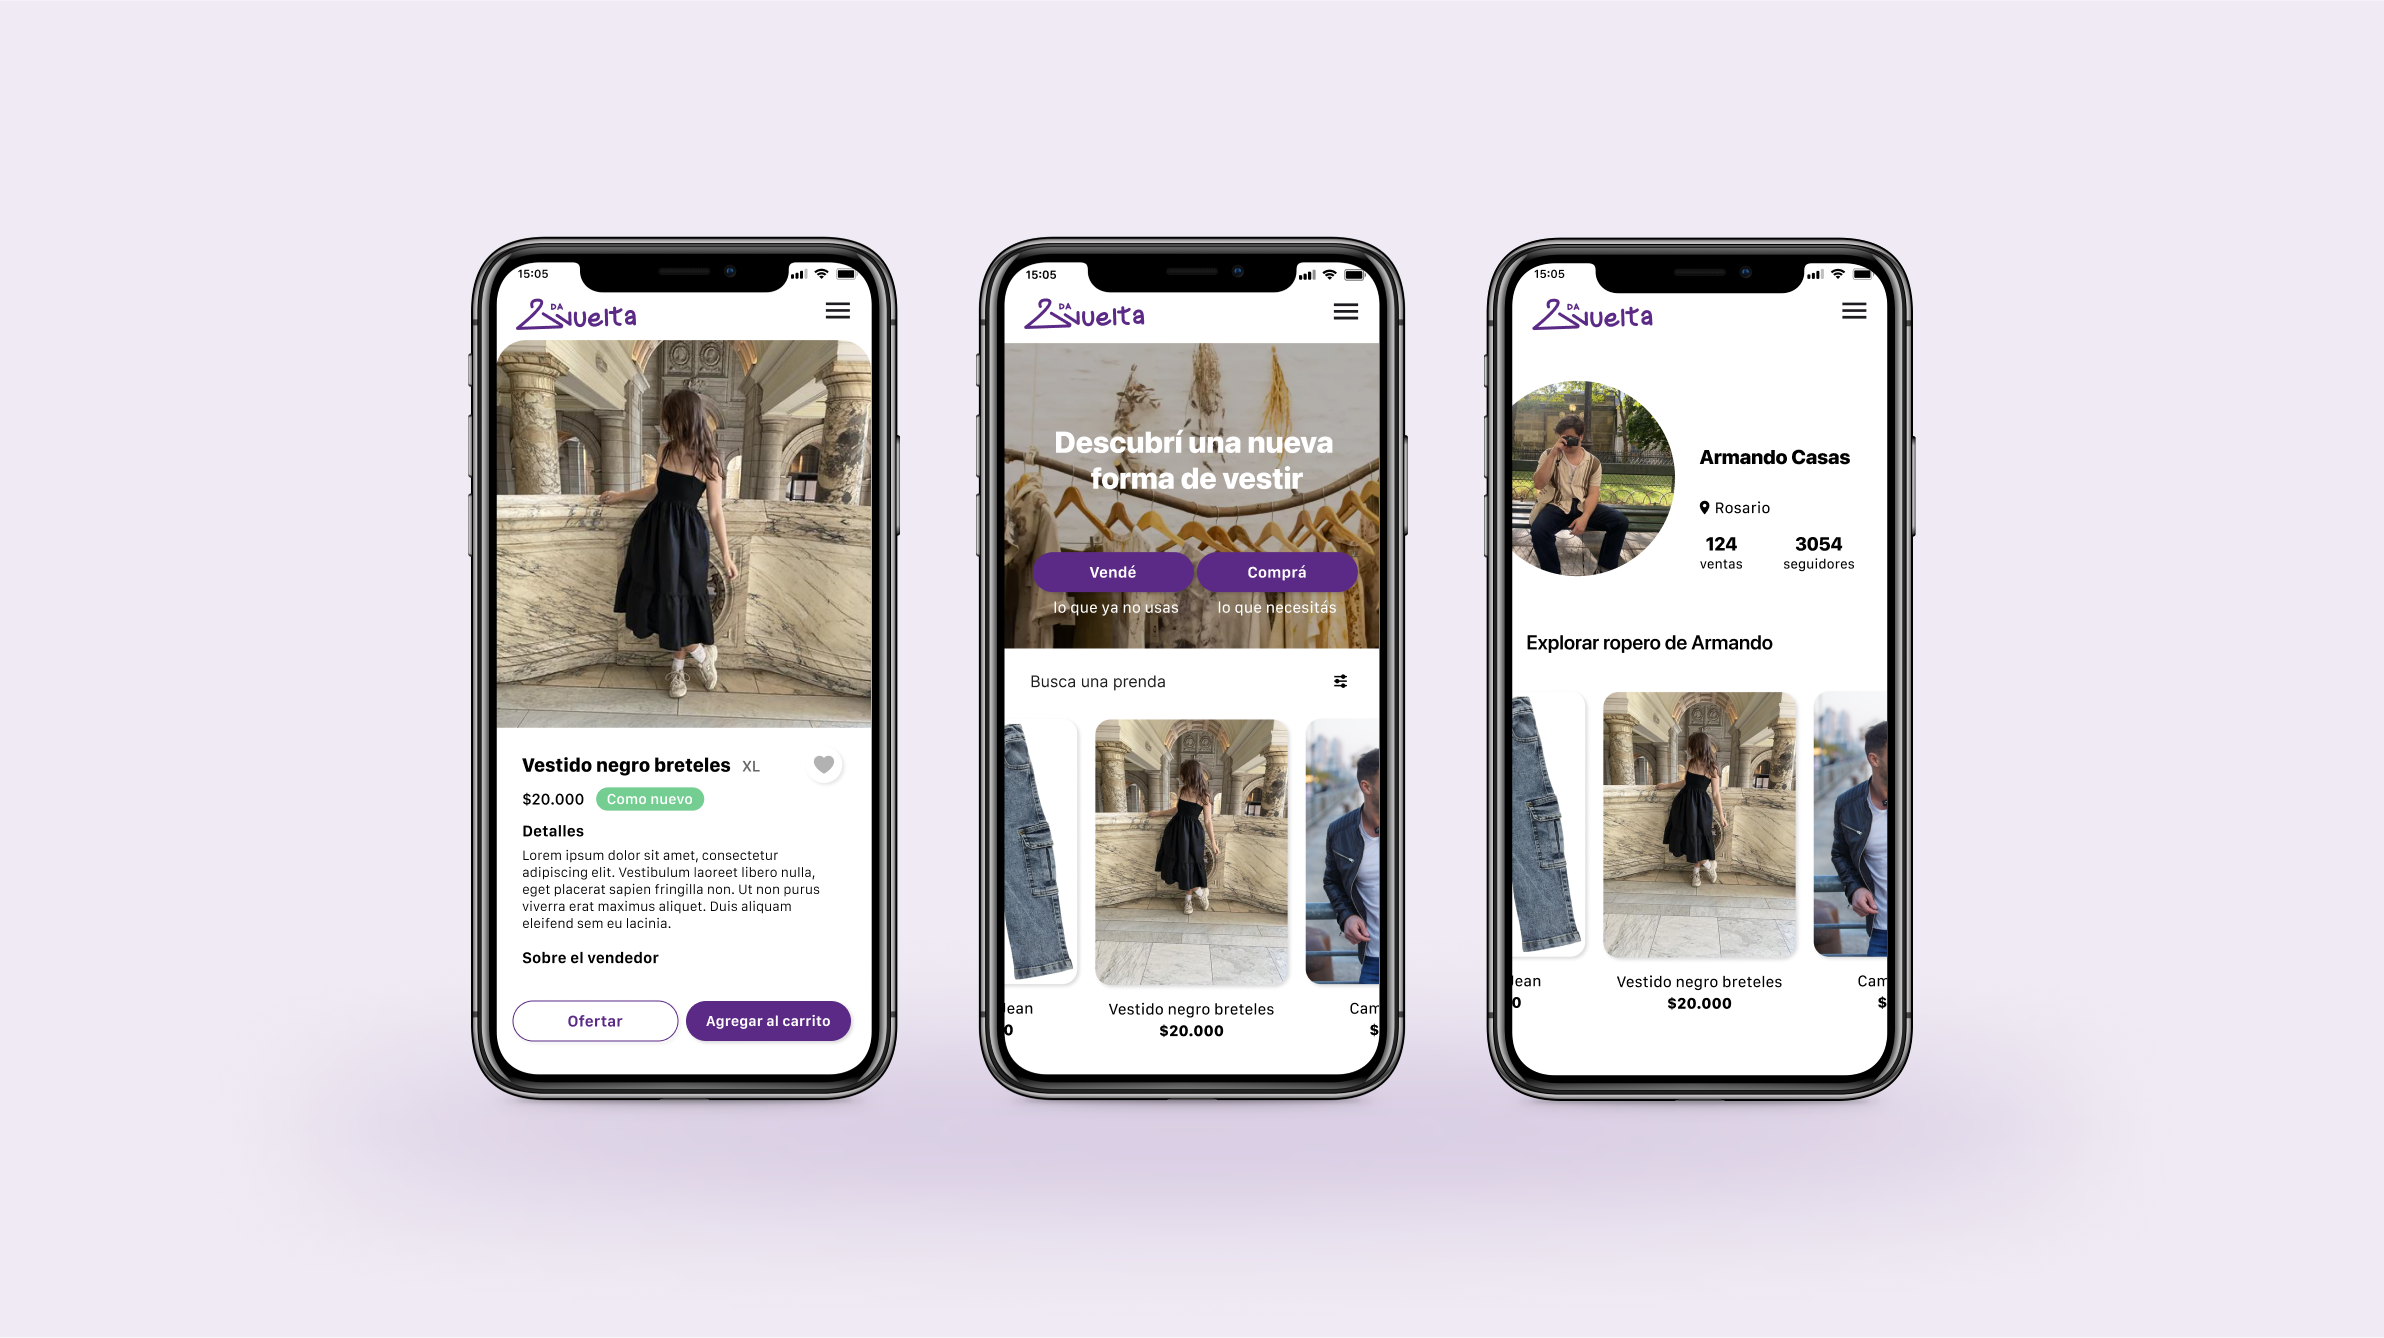 15:05
2DA vuelta
Vestido negro breteles XL
$20.000 Como nuevo
Detalles
Lorem ipsum dolor sit amet, consectetur
adipiscing elit. Vestibulum laoreet libero nulla,
eget placerat sapien fringilla non. Ut non purus
viverra erat maximus aliquet. Duis aliquam
eleifend sem eu lacinia.
Sobre el vendedor
Ofertar
Agregar al carrito
15:05
2DA vuelta
Descubrí una nueva
forma de vestir
Vendé
Comprá
lo que ya no usas
lo que necesitás
Busca una prenda
Jean
0
Vestido negro breteles
$20.000
Cam
$
15:05
2DA vuelta
Armando Casas
Rosario
124
ventas
3054
seguidores
Explorar ropero de Armando
Jean
0
Vestido negro breteles
$20.000
Cam
$